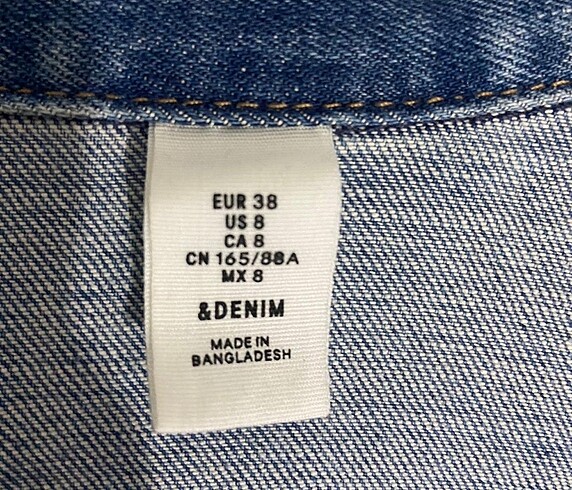 EUR 38
US 8
CA 8
CN 165/88A
MX 8
&DENIM
MADE IN
BANGLADESH